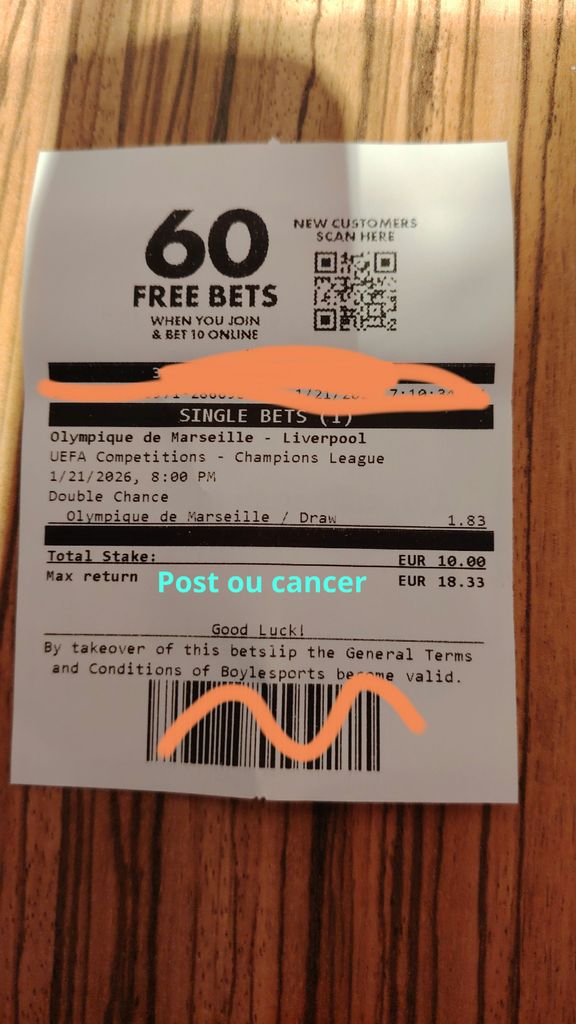 60
FREE BETS
WHEN YOU JOIN
& BET 10 ONLINE
NEW CUSTOMERS
SCAN HERE
SINGLE BETS (1)
Olympique de Marseille - Liverpool
UEFA Competitions - Champions League
1/21/2026, 8:00 PM
Double Chance
Olympique de Marseille / Draw 1.83
Total Stake: EUR 10.00
Max return EUR 18.33
Post ou cancer
Good Luck!
By takeover of this betslip the General Terms
and Conditions of Boylesports become valid.